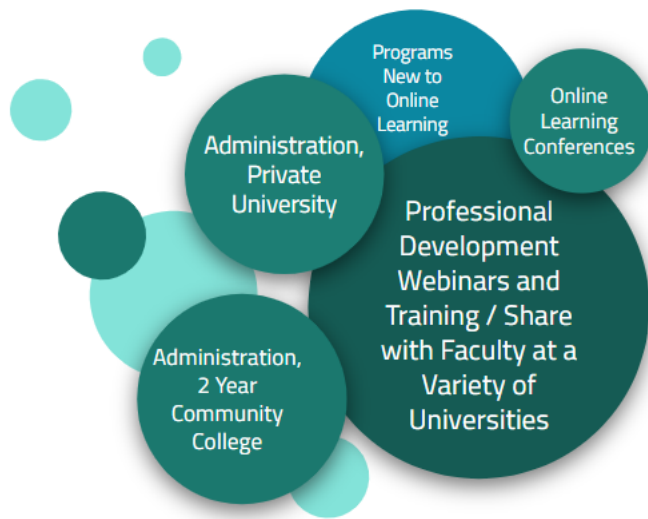 Programs
New to
Online
Learning
Online
Learning
Conferences
Administration,
Private
University
Professional
Development
Webinars and
Training / Share
with Faculty at a
Variety of
Universities
Administration,
2 Year
Community
College